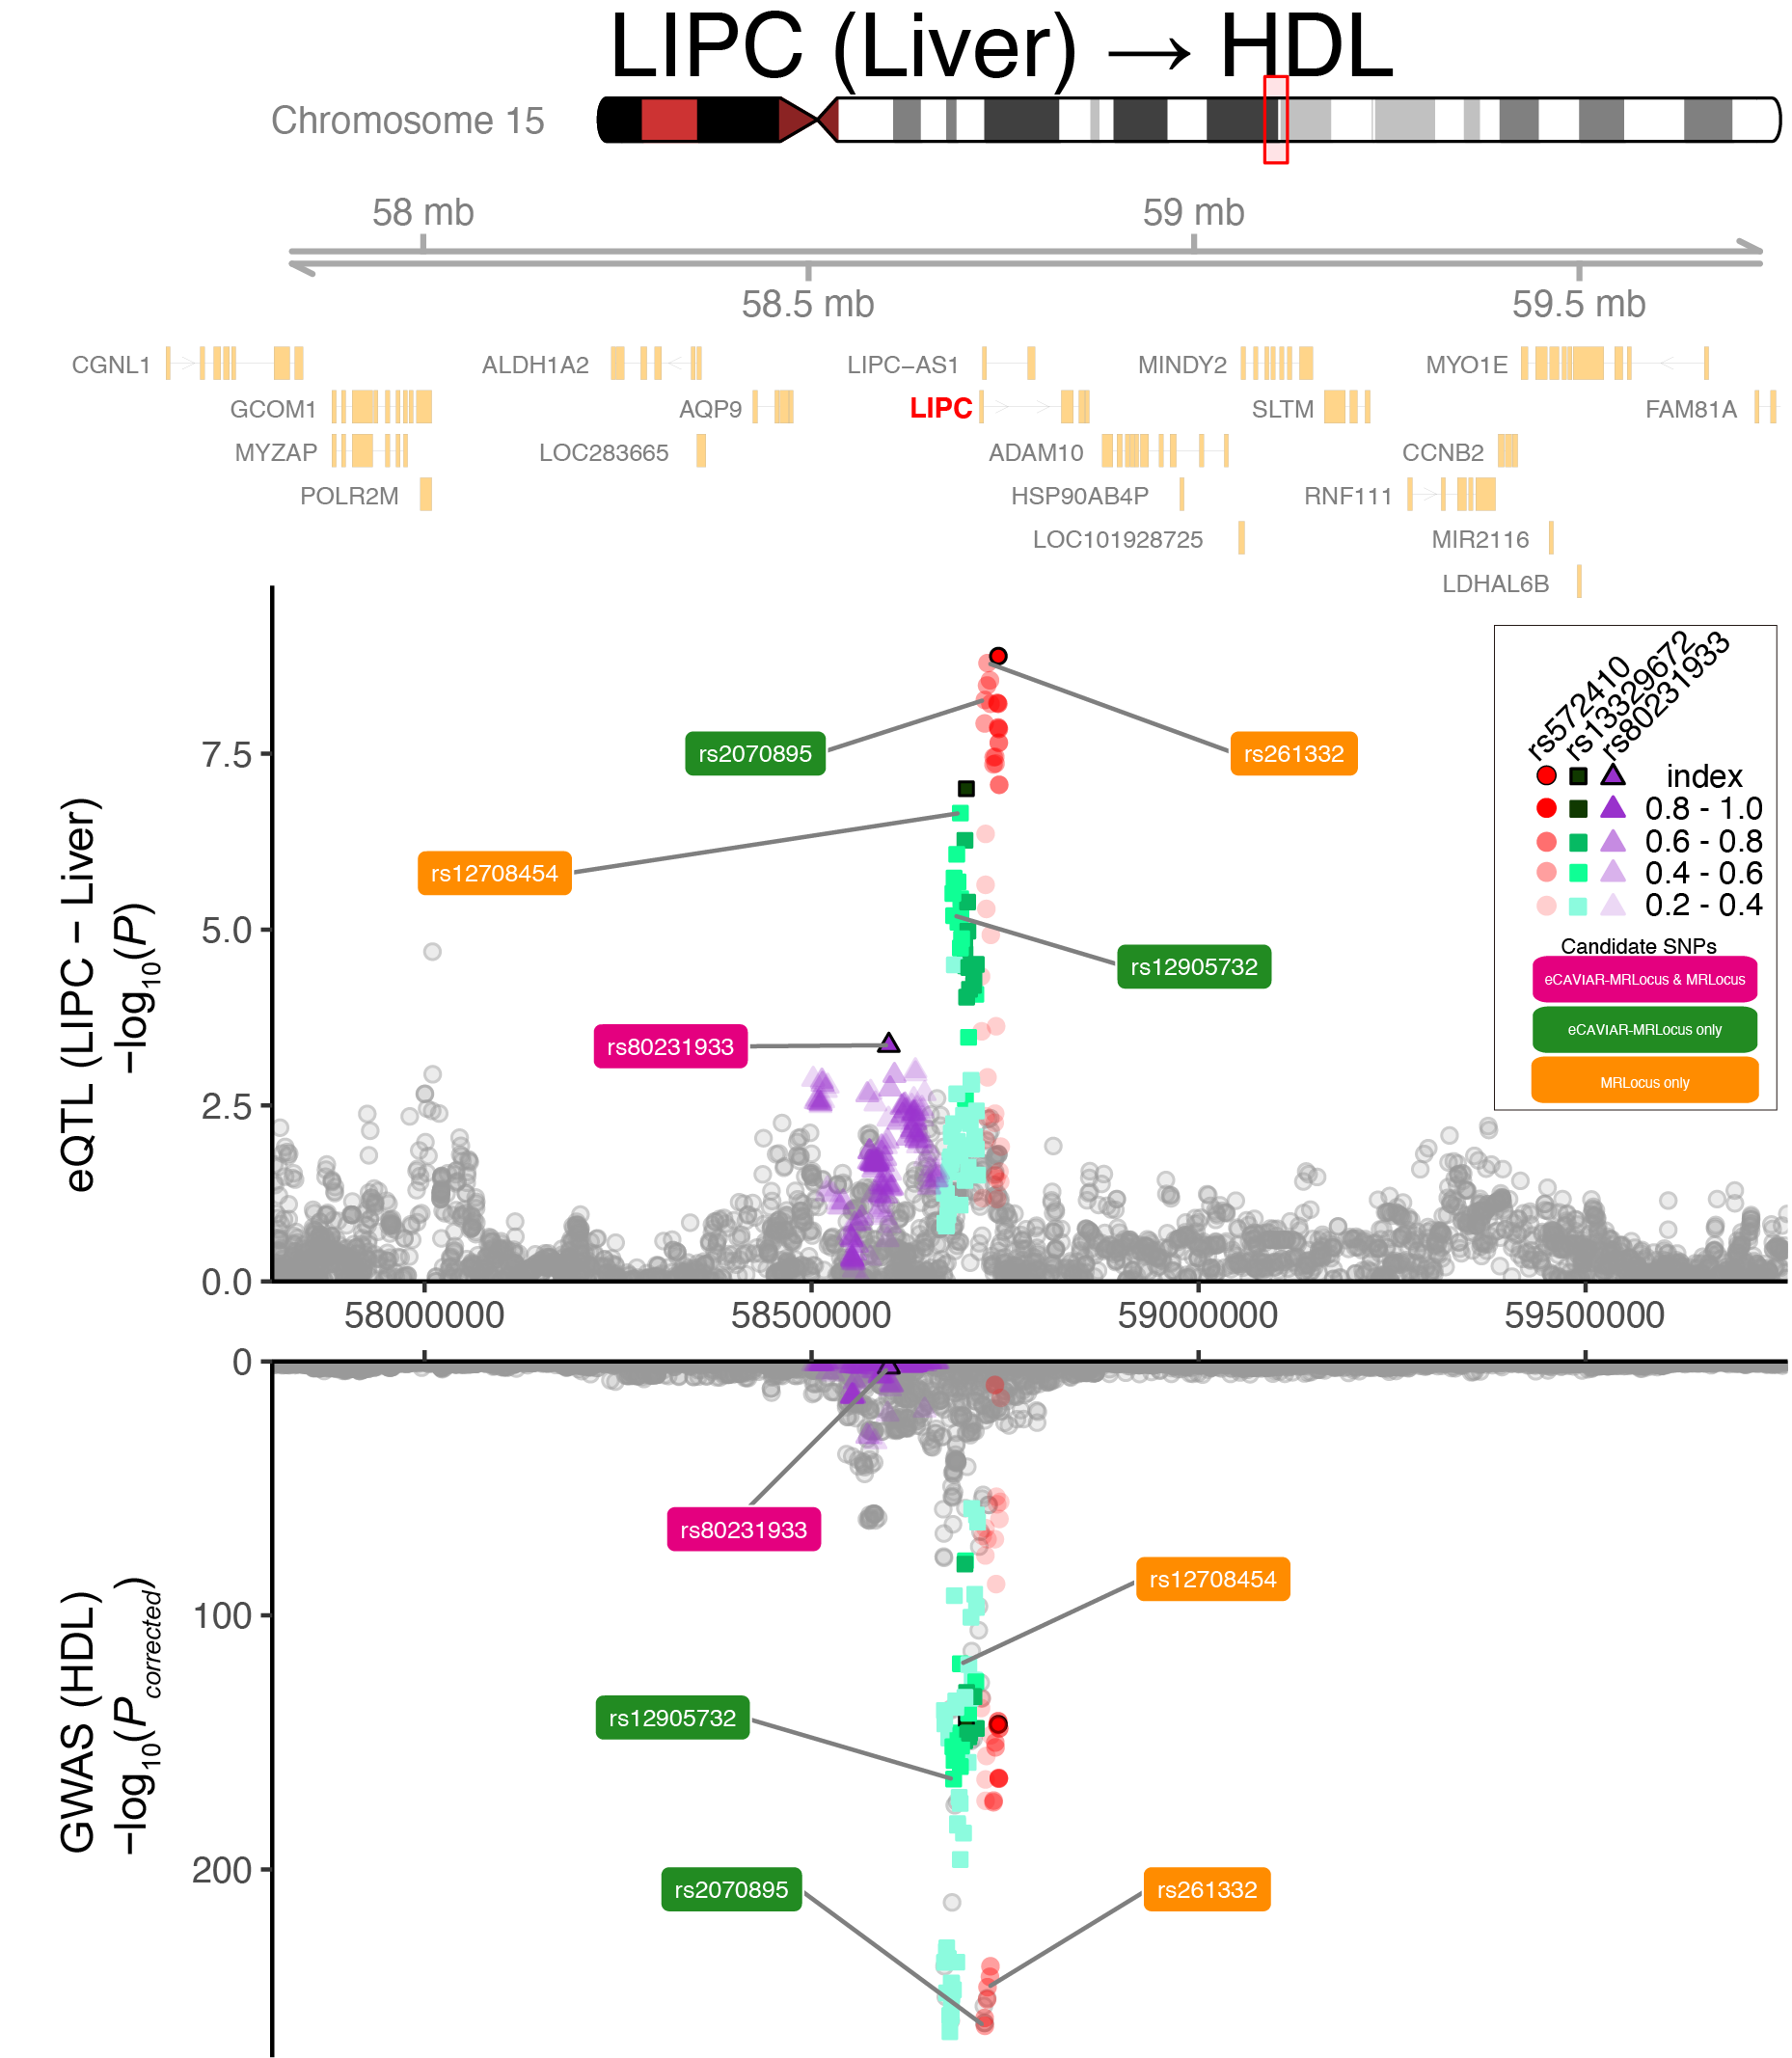 LIPC (Liver) → HDL
Chromosome 15
58 mb
59 mb
58.5 mb
59.5 mb
CGNL1
ALDH1A2
LIPC−AS1
MINDY2
MYO1E
GCOM1
AQP9
LIPC
SLTM
FAM81A
MYZAP
LOC283665
ADAM10
CCNB2
POLR2M
HSP90AB4P
RNF111
LOC101928725
MIR2116
LDHAL6B
eQTL (LIPC − Liver)
−log10(P)
7.5
5.0
2.5
0.0
rs2070895
rs261332
rs12708454
rs12905732
rs80231933
rs572410
rs13329672
rs80231933
index
0.8 - 1.0
0.6 - 0.8
0.4 - 0.6
0.2 - 0.4
Candidate SNPs
eCAVIAR-MRLocus & MRLocus
eCAVIAR-MRLocus only
MRLocus only
58000000
58500000
59000000
59500000
GWAS (HDL)
−log10(Pcorrected)
0
100
200
rs80231933
rs12708454
rs12905732
rs2070895
rs261332